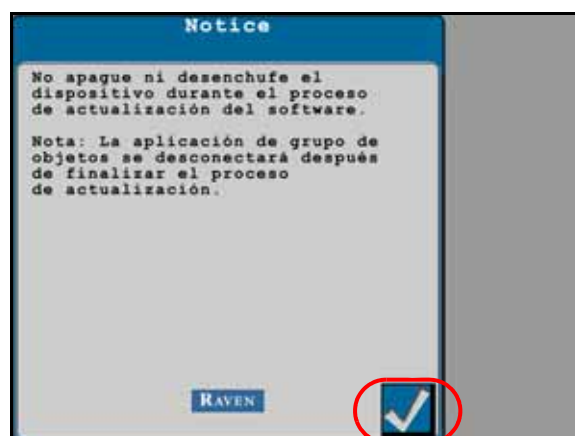 Notice
No apague ni desenchufe el
dispositivo durante el proceso
de actualización del software.
Nota: La aplicación de grupo de
objetos se desconectará después
de finalizar el proceso
de actualización.
RAVEN